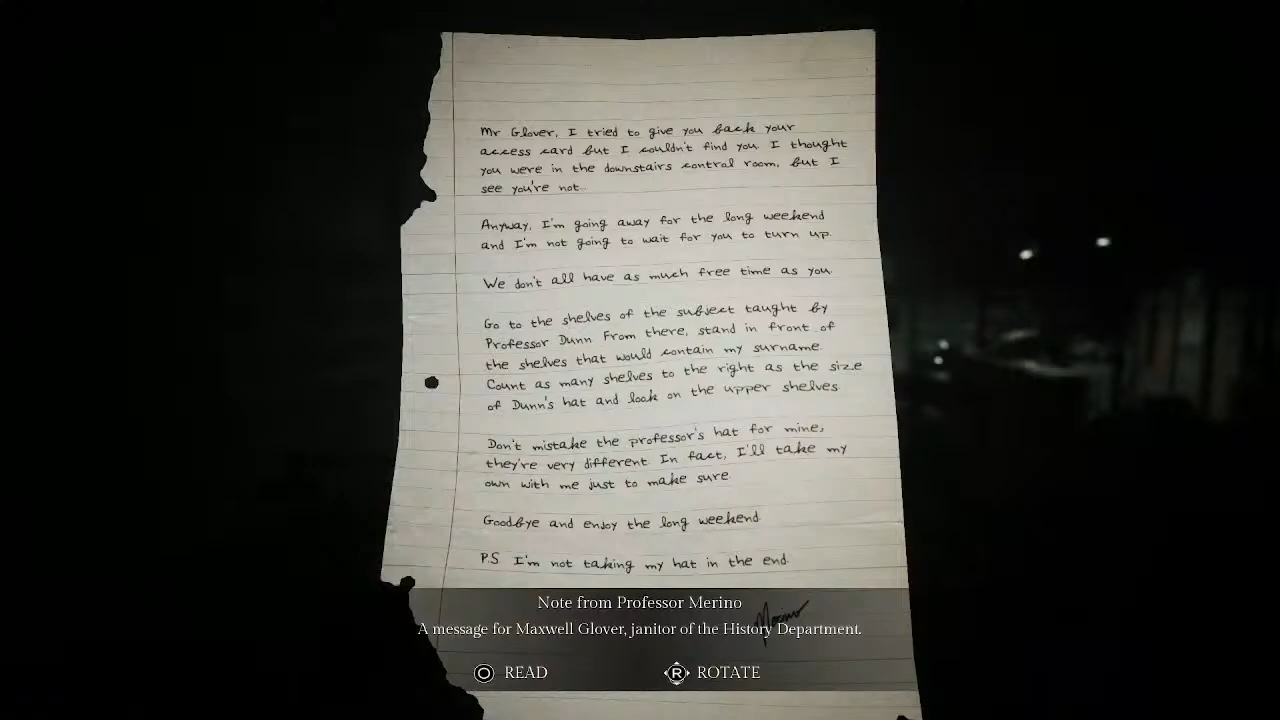 Mr Glover, I tried to give you back your
access card but I couldn't find you. I thought
you were in the downstairs control room, but I
see you're not...
Anyway, I'm going away for the long weekend
and I'm not going to wait for you to turn up.
We don't all have as much free time as you.
Go to the shelves of the subject taught by
Professor Dunn From there, stand in front of
the shelves that would contain my surname.
Count as many shelves to the right as the size
of Dunn's hat and look on the upper shelves.
Don't mistake the professor's hat for mine,
they're very different In fact, I'll take my
own with me just to make sure.
Goodbye and enjoy the long weekend.
P.S I'm not taking my hat in the end.
Merino
Note from Professor Merino
A message for Maxwell Glover, janitor of the History Department.
READ
R ROTATE